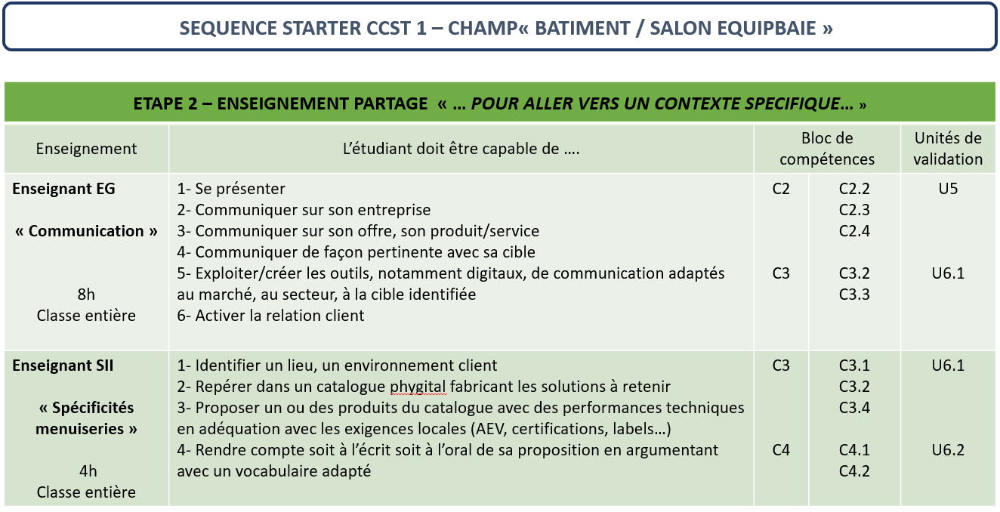 SEQUENCE STARTER CCST 1 – CHAMP« BATIMENT / SALON EQUIPBAIE »
ETAPE 2 – ENSEIGNEMENT PARTAGE « … POUR ALLER VERS UN CONTEXTE SPECIFIQUE… »
Enseignement
L’étudiant doit être capable de ….
Bloc de
compétences
Unités de
validation
Enseignant EG
« Communication »
8h
Classe entière
1- Se présenter
2- Communiquer sur son entreprise
3- Communiquer sur son offre, son produit/service
4- Communiquer de façon pertinente avec sa cible
5- Exploiter/créer les outils, notamment digitaux, de communication adaptés
au marché, au secteur, à la cible identifiée
6- Activer la relation client
C2
C3
C2.2
C2.3
C2.4
C3.2
C3.3
U5
U6.1
Enseignant SII
« Spécificités
menuiseries »
4h
Classe entière
1- Identifier un lieu, un environnement client
2- Repérer dans un catalogue phygital fabricant les solutions à retenir
3- Proposer un ou des produits du catalogue avec des performances techniques
en adéquation avec les exigences locales (AEV, certifications, labels…)
4- Rendre compte soit à l’écrit soit à l’oral de sa proposition en argumentant
avec un vocabulaire adapté
C3
C4
C3.1
C3.2
C3.4
C4.1
C4.2
U6.1
U6.2